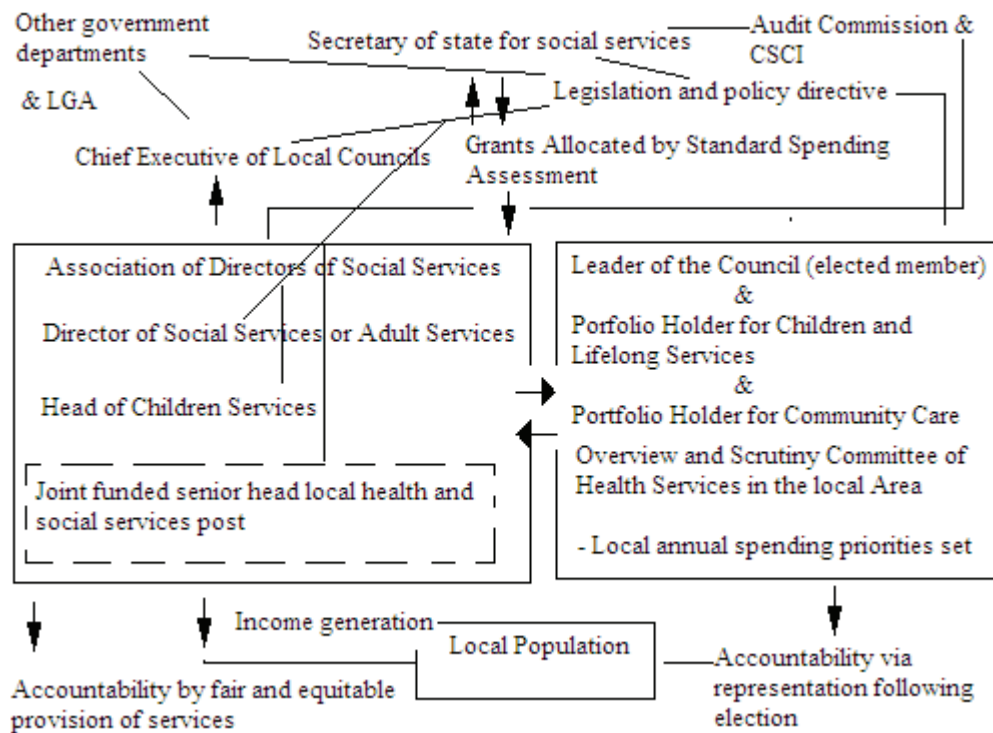 Other government
departments
& LGA
Secretary of state for social services
Audit Commission &
CSCI
Legislation and policy directive
Chief Executive of Local Councils
Grants Allocated by Standard Spending
Assessment
Association of Directors of Social Services
Director of Social Services or Adult Services
Head of Children Services
Joint funded senior head local health and
social services post
Leader of the Council (elected member)
&
Porfolio Holder for Children and
Lifelong Services
&
Portfolio Holder for Community Care
Overview and Scrutiny Committee of
Health Services in the local Area
- Local annual spending priorities set
Income generation
Local Population
Accountability by fair and equitable
provision of services
Accountability via
representation following
election